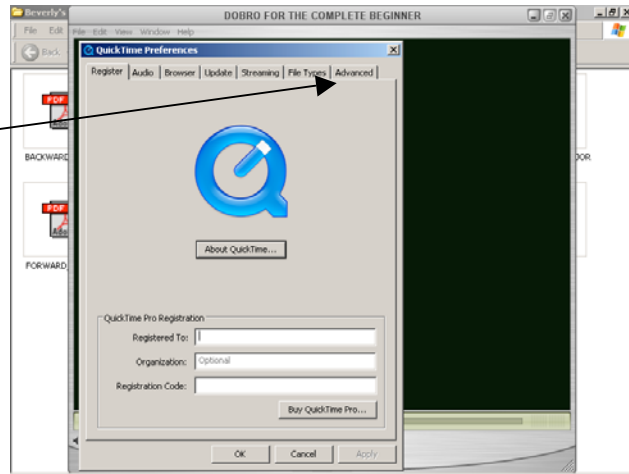 Beverly's
DOBRO FOR THE COMPLETE BEGINNER
File Edit
File Edit View Window Help
Back
QuickTime Preferences
Register Audio Browser Update Streaming File Types Advanced
PDF
Adobe
BACKWARD
OOR
About QuickTime...
PDF
FORWARD
QuickTime Pro Registration
Registered To:
Organization: Optional
Registration Code:
Buy QuickTime Pro...
OK Cancel Apply